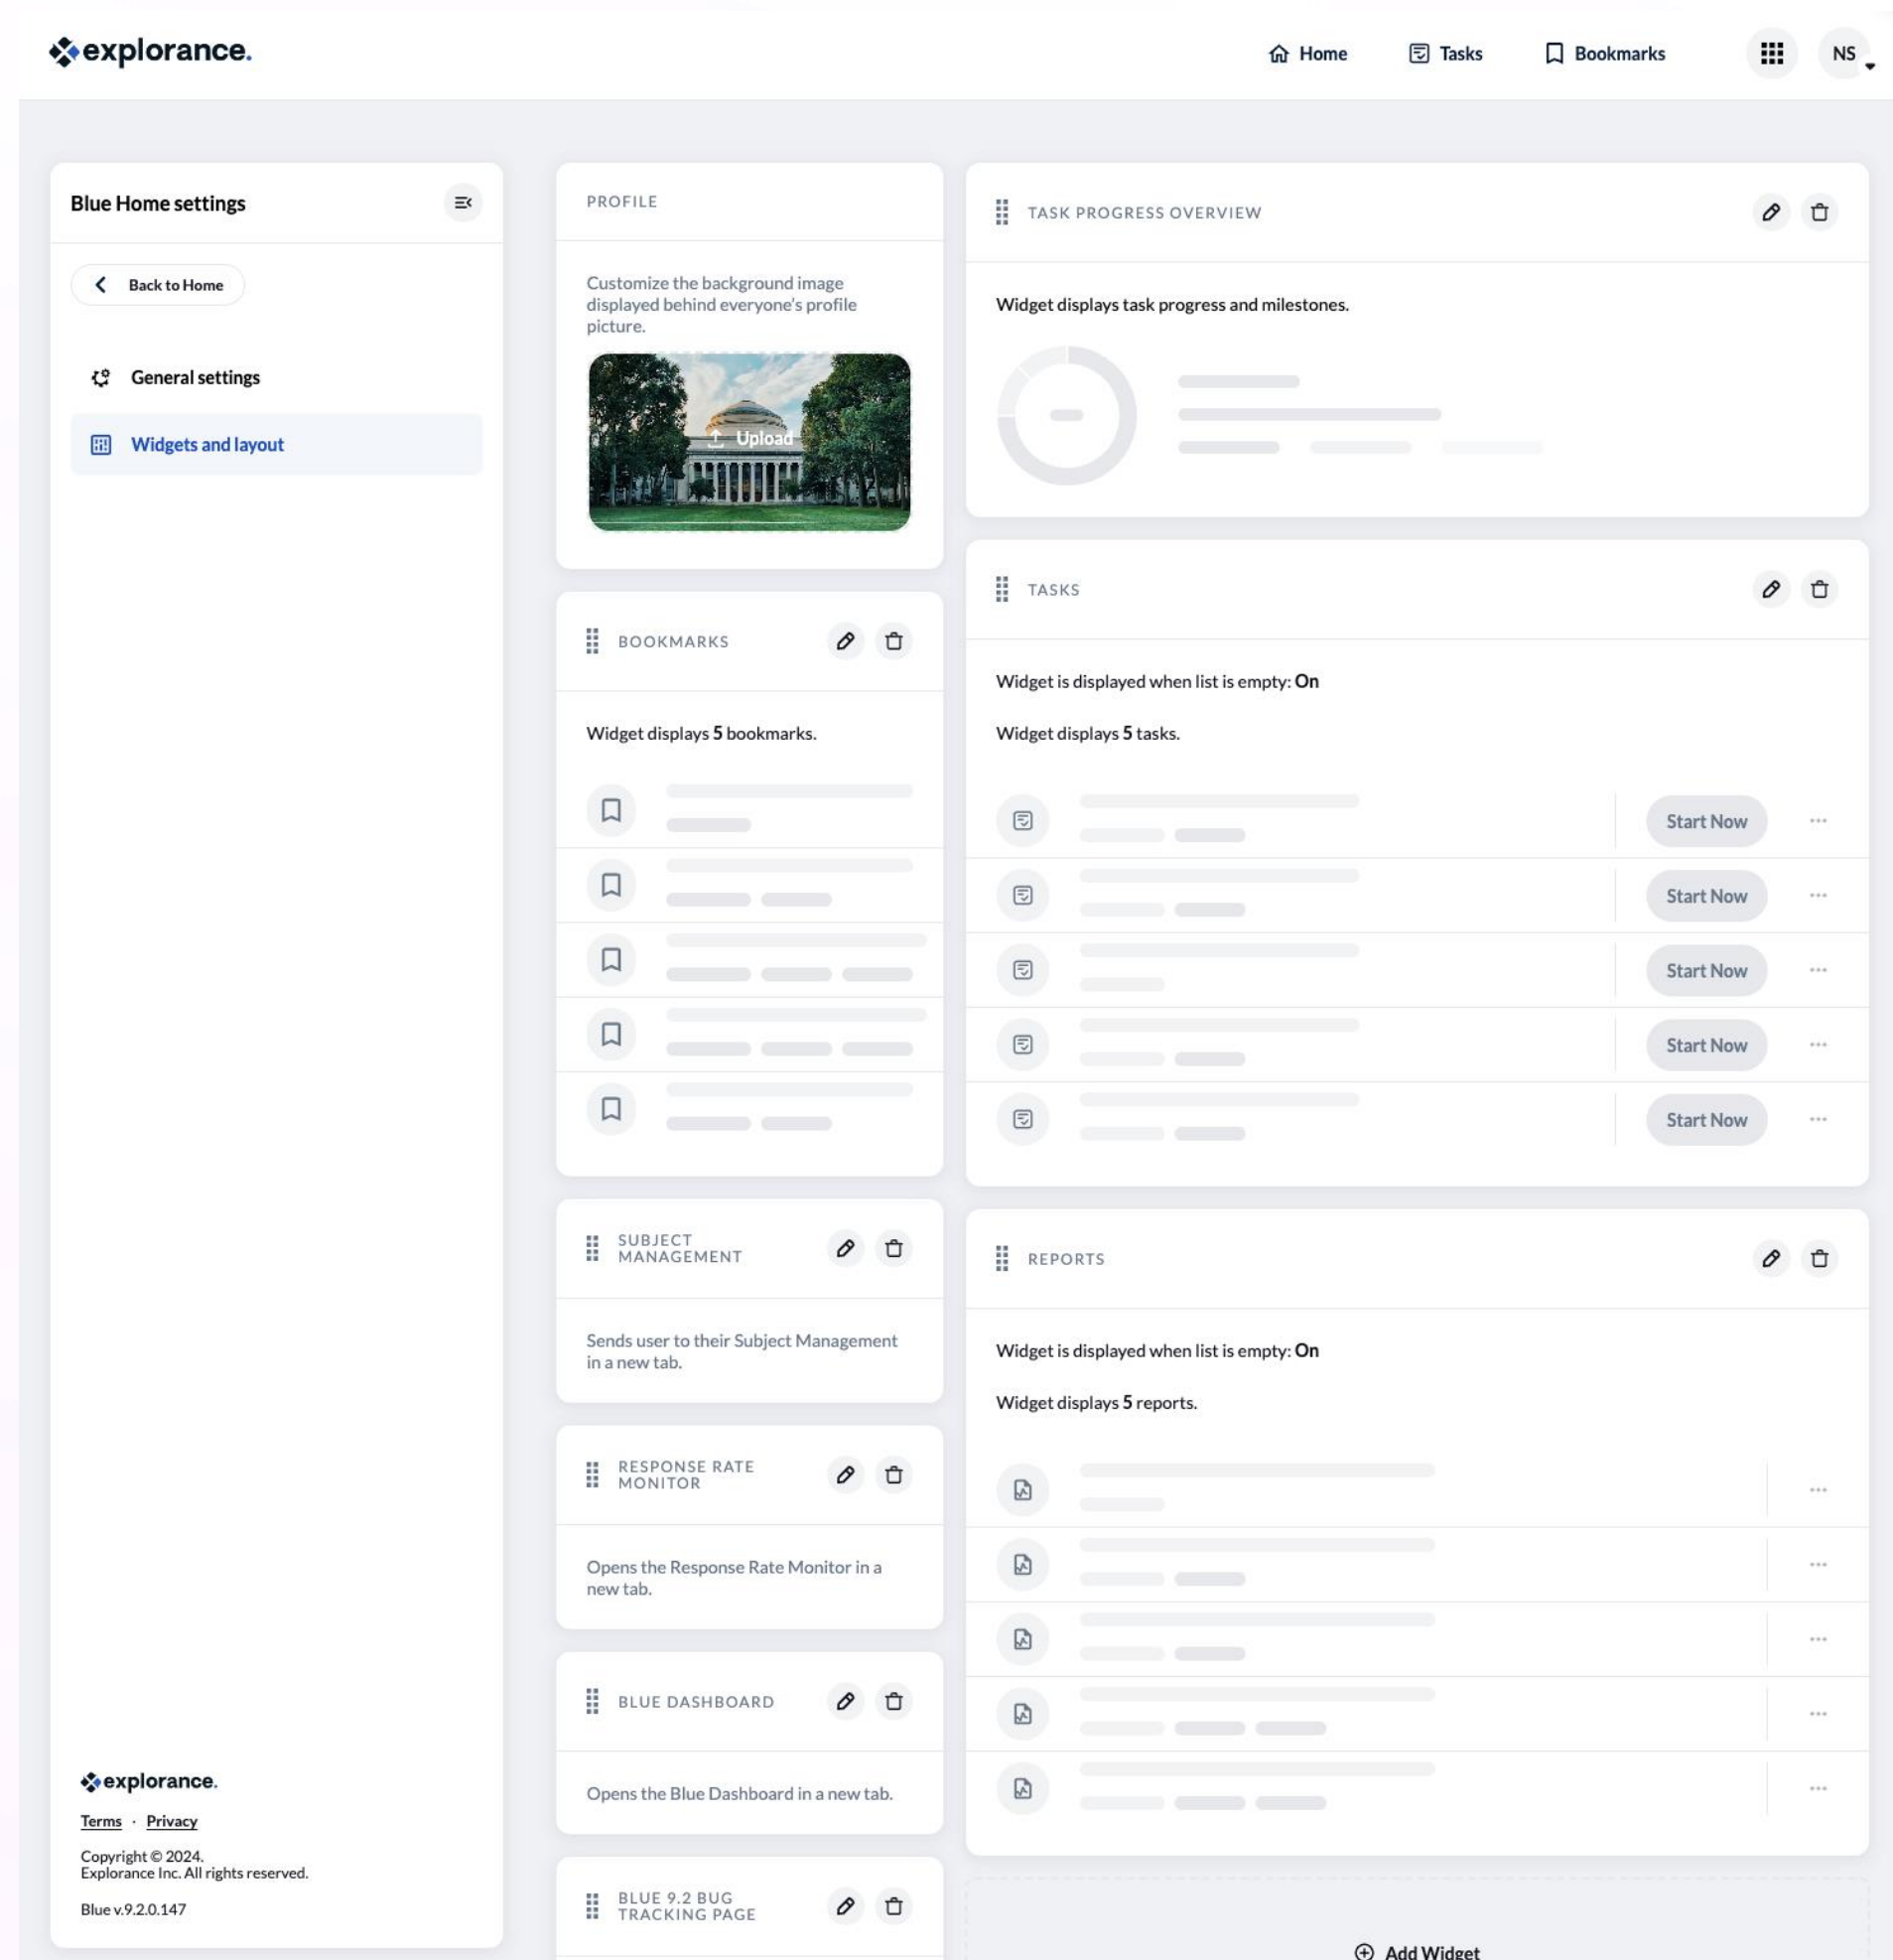 explorance.
Home
Tasks
Bookmarks
NS
Blue Home settings
Back to Home
General settings
Widgets and layout
explorance.
Terms · Privacy
Copyright © 2024.
Explorance Inc. All rights reserved.
Blue v.9.2.0.147
PROFILE
Customize the background image
displayed behind everyone's profile
picture.
Upload
BOOKMARKS
Widget displays 5 bookmarks.
SUBJECT
MANAGEMENT
Sends user to their Subject Management
in a new tab.
RESPONSE RATE
MONITOR
Opens the Response Rate Monitor in a
new tab.
BLUE DASHBOARD
Opens the Blue Dashboard in a new tab.
BLUE 9.2 BUG
TRACKING PAGE
TASK PROGRESS OVERVIEW
Widget displays task progress and milestones.
TASKS
Widget is displayed when list is empty: On
Widget displays 5 tasks.
Start Now
Start Now
Start Now
Start Now
Start Now
REPORTS
Widget is displayed when list is empty: On
Widget displays 5 reports.
Add Widget